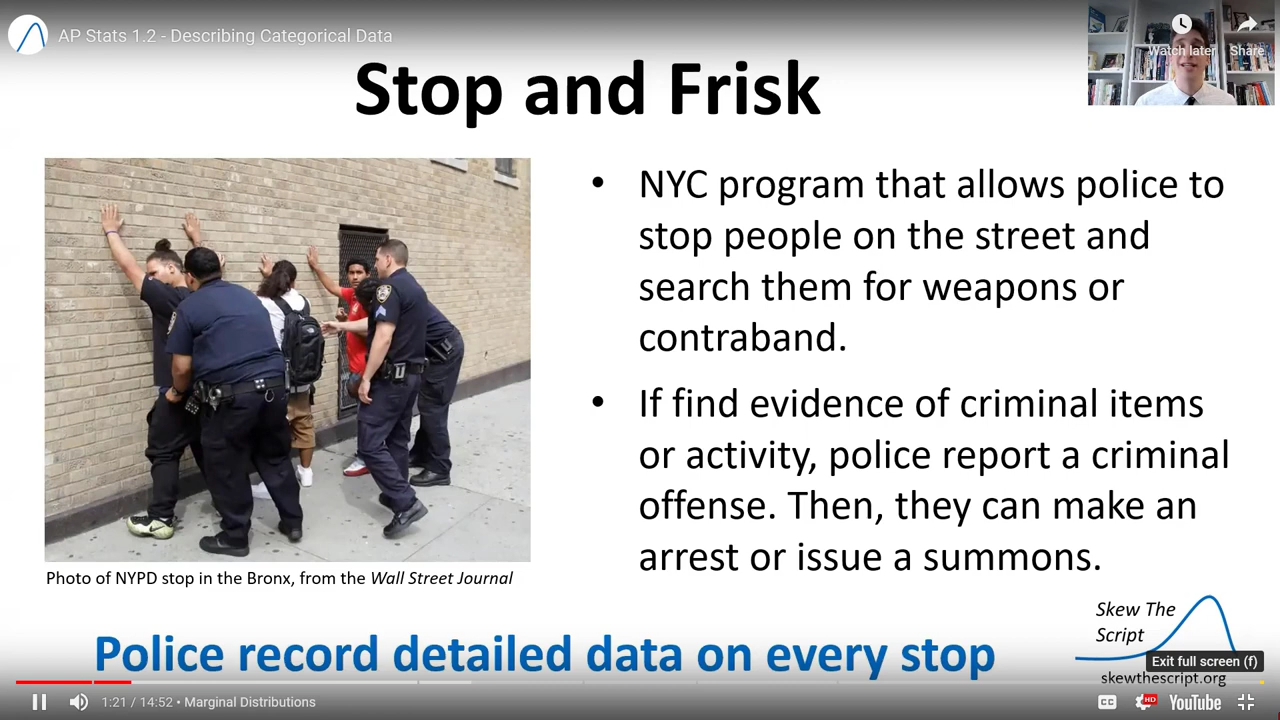 AP Stats 1.2 - Describing Categorical Data
Watch later
Share
Stop and Frisk
• NYC program that allows police to
stop people on the street and
search them for weapons or
contraband.
• If find evidence of criminal items
or activity, police report a criminal
offense. Then, they can make an
arrest or issue a summons.
Photo of NYPD stop in the Bronx, from the Wall Street Journal
Police record detailed data on every stop
Skew The
Script
skewthescript.org
Exit full screen (f)
1:21 / 14:52 • Marginal Distributions
CC
HD
YouTube